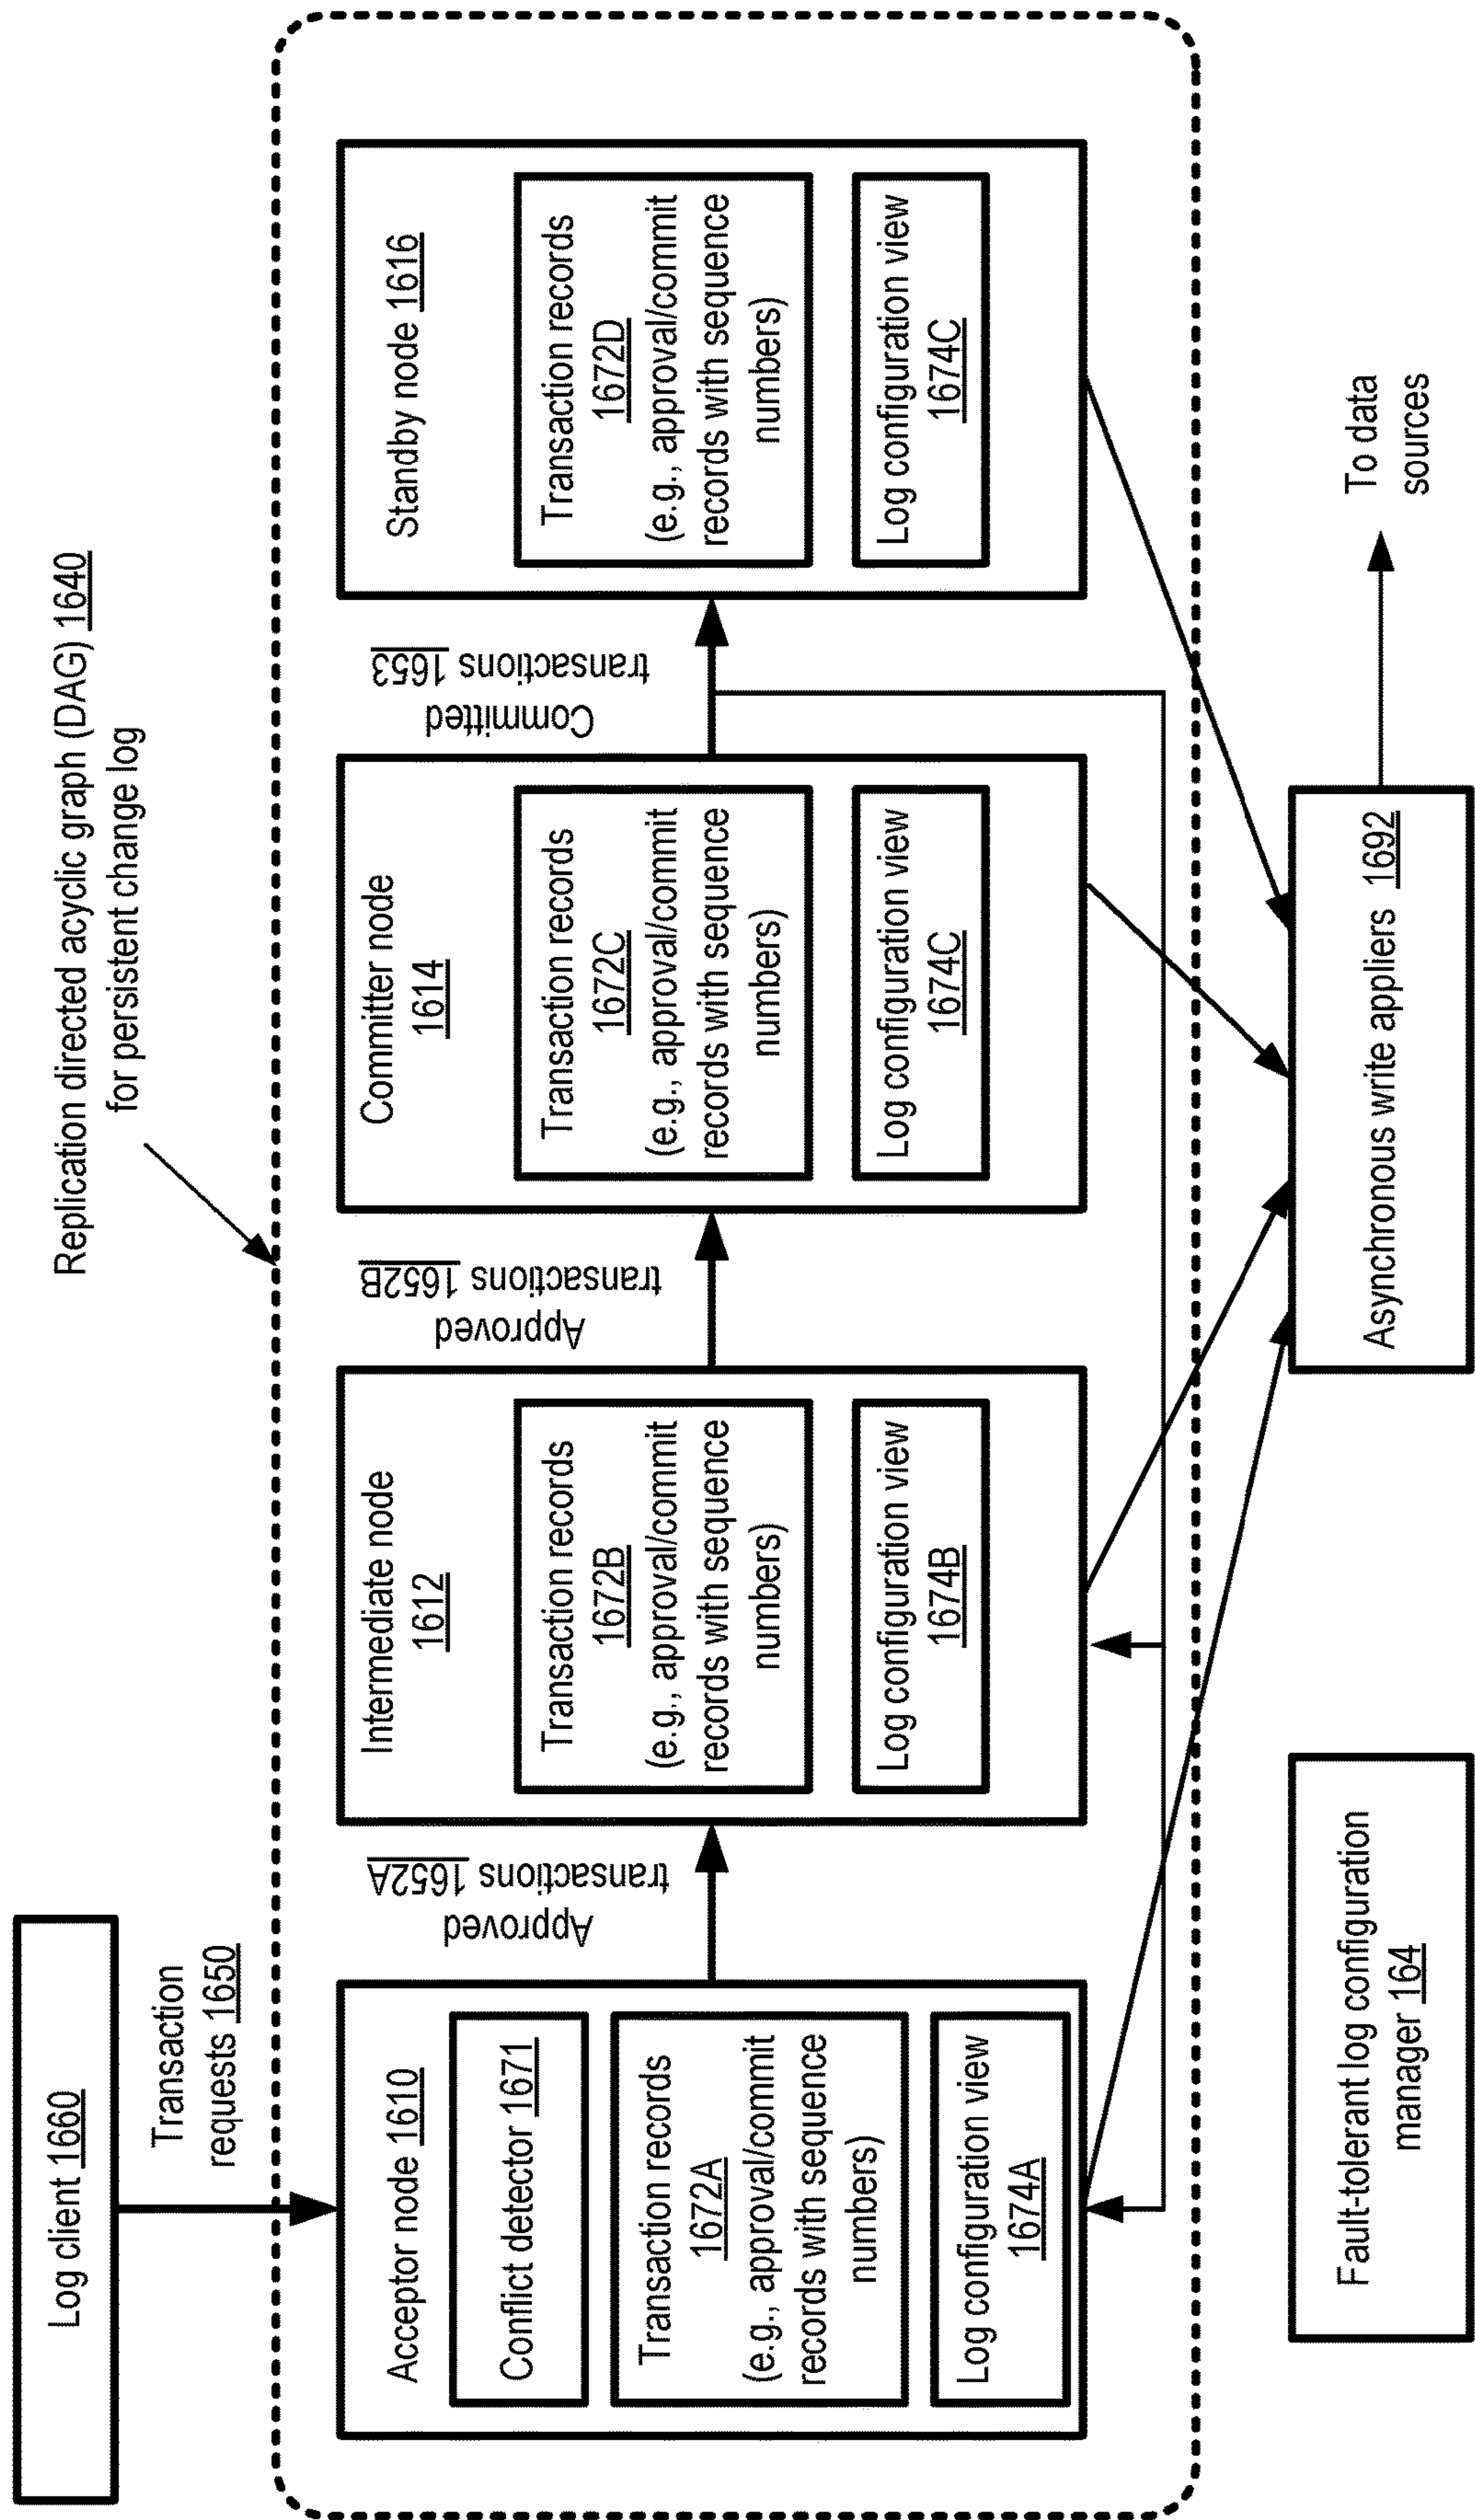 Log client 1660
Transaction
requests 1650
Replication directed acyclic graph (DAG) 1640
for persistent change log
Acceptor node 1610
Conflict detector 1671
Transaction records
1672A
(e.g., approval/commit
records with sequence
numbers)
Log configuration view
1674A
Approved
transactions 1652A
Intermediate node
1612
Transaction records
1672B
(e.g., approval/commit
records with sequence
numbers)
Log configuration view
1674B
Approved
transactions 1652B
Committer node
1614
Transaction records
1672C
(e.g., approval/commit
records with sequence
numbers)
Log configuration view
1674C
Committed
transactions 1653
Standby node 1616
Transaction records
1672D
(e.g., approval/commit
records with sequence
numbers)
Log configuration view
1674C
Fault-tolerant log configuration
manager 164
Asynchronous write appliers 1692
To data
sources